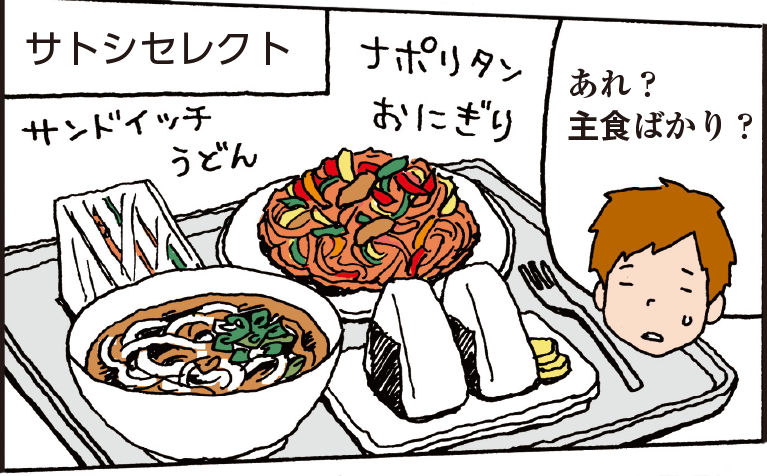 サトシセレクト
ナポリタン
おにぎり
サンドイッチ
うどん
あれ？
主食ばかり？